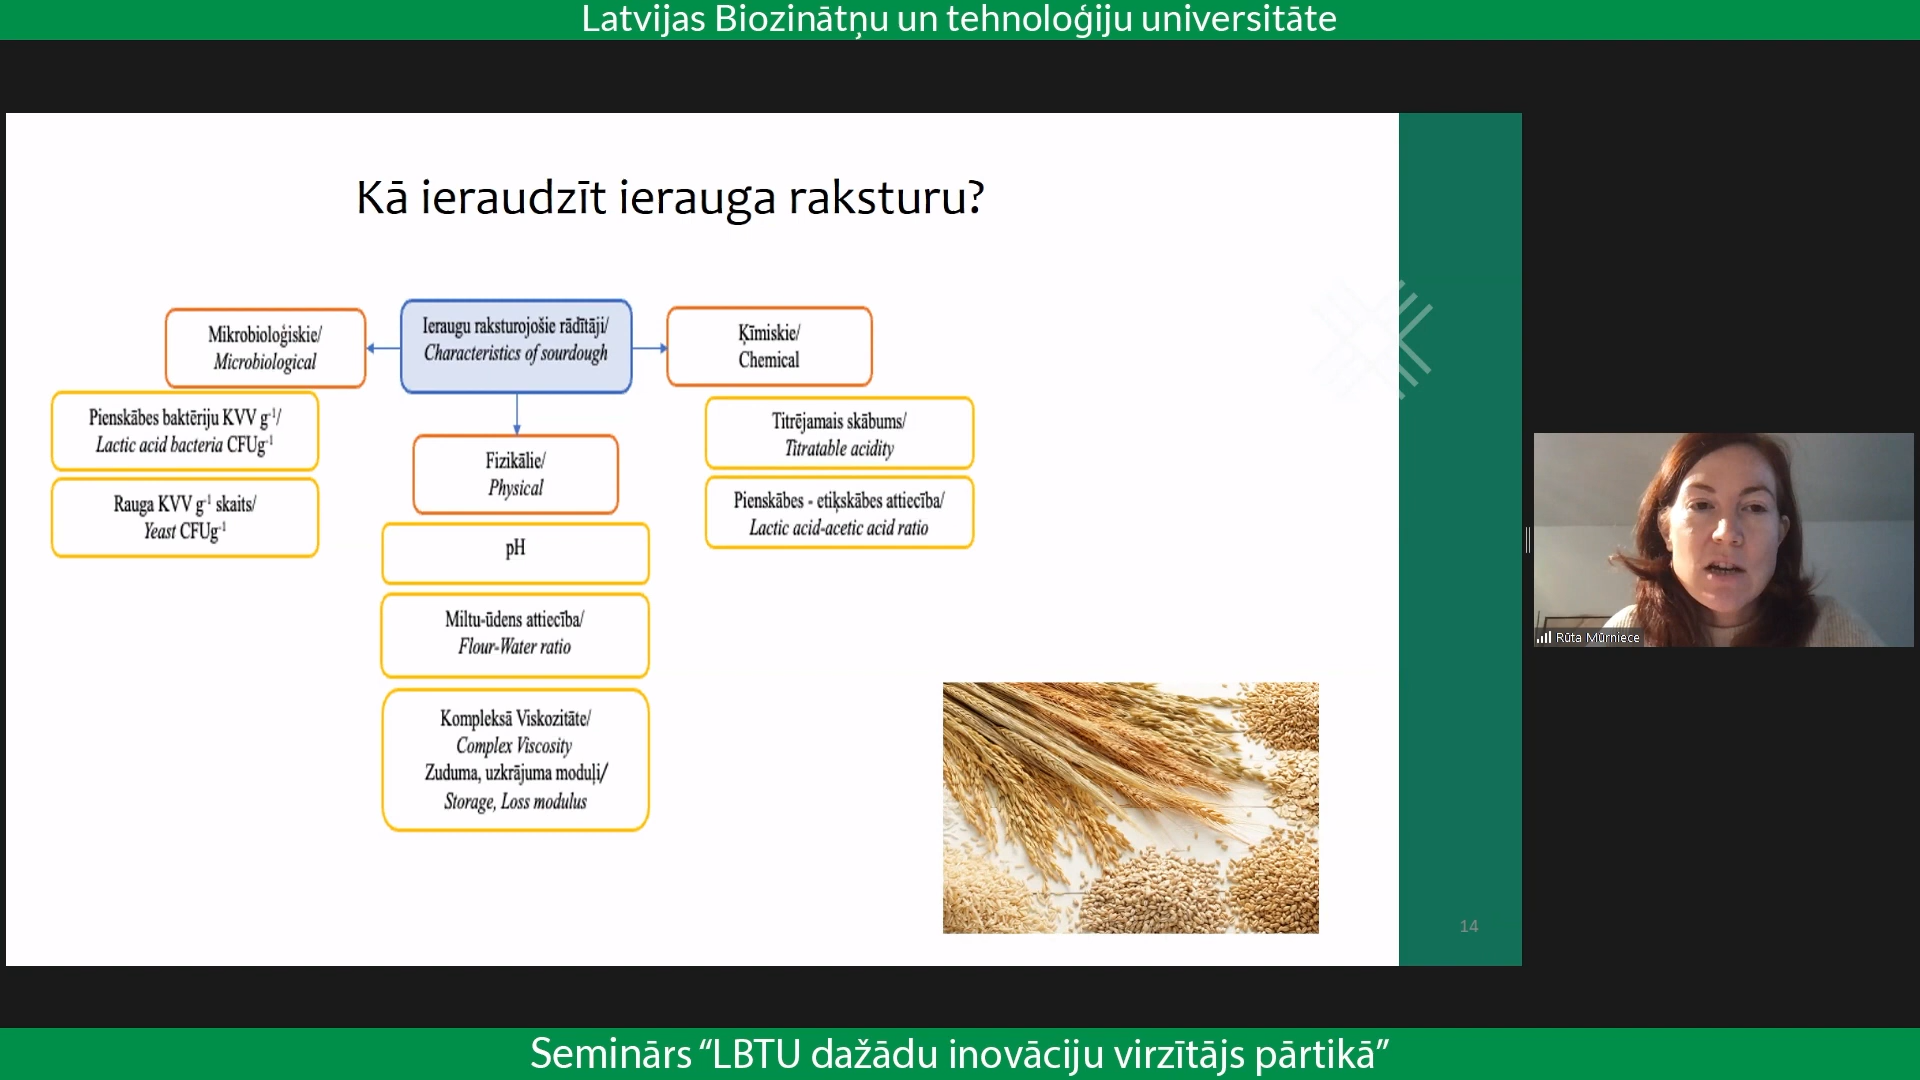 Latvijas Biozinātņu un tehnoloģiju universitāte
Kā ieraudzīt ierauga raksturu?
Mikrobioloģiskie/
Microbiological
Ieraugu raksturojošie rādītāji/
Characteristics of sourdough
Ķīmiskie/
Chemical
Pienskābes baktēriju KVV g⁻¹/
Lactic acid bacteria CFUg⁻¹
Rauga KVV g⁻¹ skaits/
Yeast CFUg⁻¹
Fizikālie/
Physical
pH
Miltu-ūdens attiecība/
Flour-Water ratio
Kompleksā Viskozitāte/
Complex Viscosity
Zuduma, uzkrājuma moduļi/
Storage, Loss modulus
Titrējamais skābums/
Titratable acidity
Pienskābes - etiķskābes attiecība/
Lactic acid-acetic acid ratio
14
Rūta Mūrniece
Seminārs “LBTU dažādu inovāciju virzītājs pārtikā”